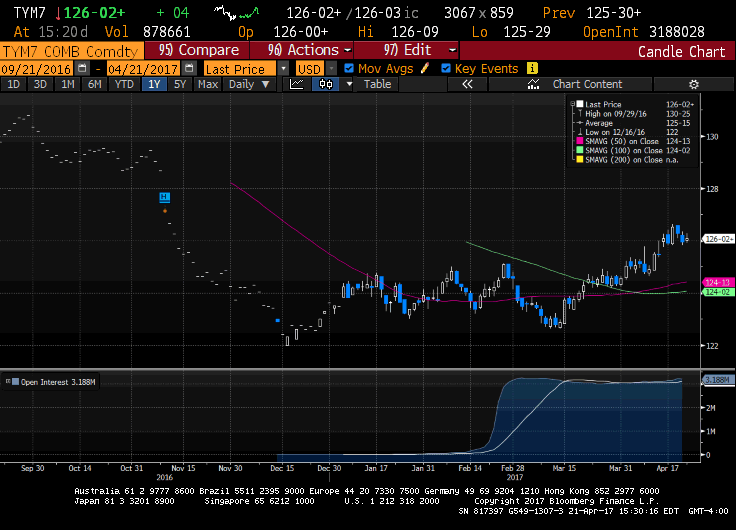 TYM7 ↓126-02+ + 04 126-02+/126-03ic 3067x859 Prev 125-30+
At 15:20d Vol 878661 Op 126-00+ Hi 126-09 Lo 125-29 OpenInt 3188028
TYM7 COMB Comdty 95) Compare 96) Actions 97) Edit Candle Chart
09/21/2016 - 04/21/2017 Last Price USD Mov Avgs Key Events i
1D 3D 1M 6M YTD 1Y 5Y Max Daily Table « Chart Content
Last Price 126-02+
High on 09/29/16 130-25
Average 125-15
Low on 12/16/16 122
SMAVG (50) on Close 124-13
SMAVG (100) on Close 124-02
SMAVG (200) on Close n.a.
130
128
H
126-02+
124-13
124-02
122
Open Interest 3.188M
3.188M
2M
1M
0
Sep 30 Oct 14 Oct 31 Nov 15 Nov 30 Dec 15 Dec 30 Jan 17 Jan 31 Feb 14 Feb 28 Mar 15 Mar 31 Apr 17
2016 2017
Australia 61 2 9777 8600 Brazil 5511 2395 9000 Europe 44 20 7330 7500 Germany 49 69 9204 1210 Hong Kong 852 2977 6000
Japan 81 3 3201 8900 Singapore 65 6212 1000 U.S. 1 212 318 2000 Copyright 2017 Bloomberg Finance L.P.
SN 817397 G549-1307-3 21-Apr-17 15:30:16 EDT GMT-4:00